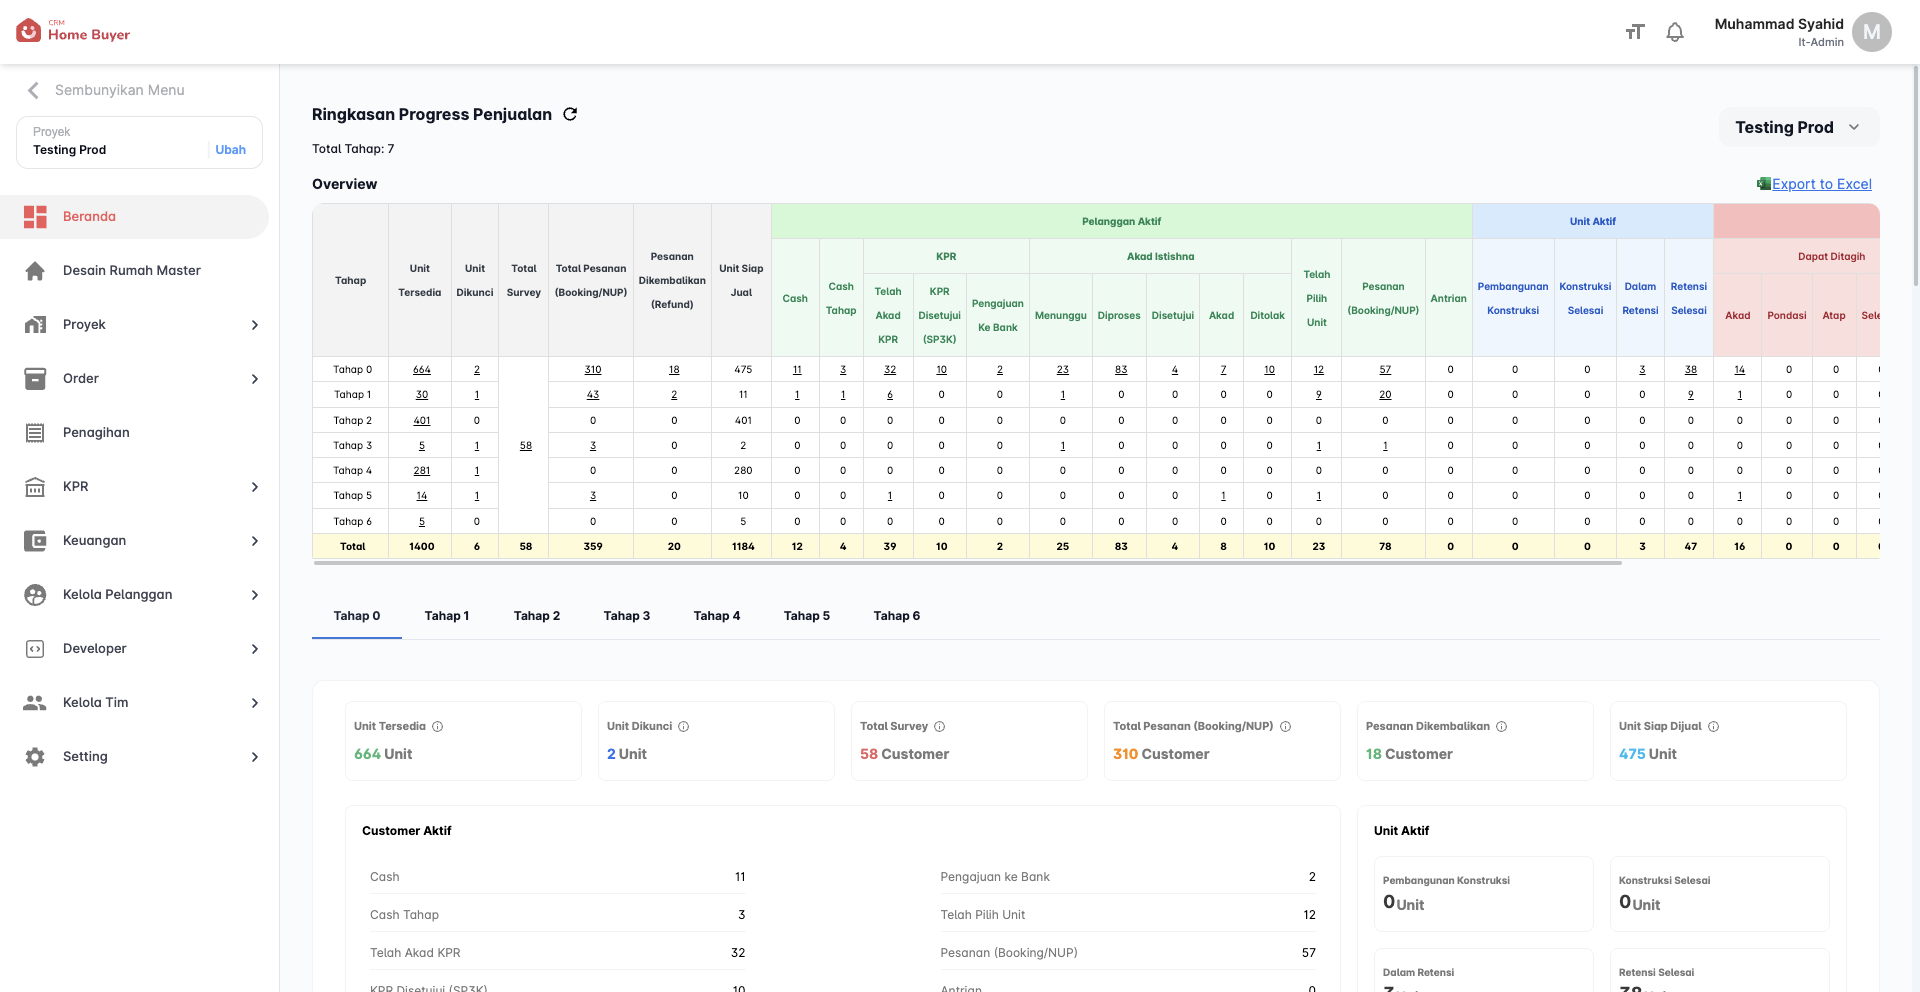 CRM
Home Buyer
Muhammad Syahid
It-Admin
M
Sembunyikan Menu
Proyek
Testing Prod
Ubah
Beranda
Desain Rumah Master
Proyek
Order
Penagihan
KPR
Keuangan
Kelola Pelanggan
Developer
Kelola Tim
Setting
Ringkasan Progress Penjualan
Testing Prod
Total Tahap: 7
Overview
Export to Excel
Pelanggan Aktif Unit Aktif
KPR Akad Istishna Dapat Ditagih
Tahap Unit Tersedia Unit Dikunci Total Survey Total Pesanan (Booking/NUP) Pesanan Dikembalikan (Refund) Unit Siap Jual Cash Cash Tahap Telah Akad KPR KPR Disetujui (SP3K) Pengajuan Ke Bank Menunggu Diproses Disetujui Akad Ditolak Telah Pilih Unit Pesanan (Booking/NUP) Antrian Pembangunan Konstruksi Konstruksi Selesai Dalam Retensi Retensi Selesai Akad Pondasi Atap
Tahap 0 664 2 310 18 475 11 3 32 10 2 23 83 4 7 10 12 57 0 0 0 3 38 14 0 0
Tahap 1 30 1 43 2 11 1 1 6 0 0 1 0 0 0 0 9 20 0 0 0 0 9 1 0 0
Tahap 2 401 0 0 0 401 0 0 0 0 0 0 0 0 0 0 0 0 0 0 0 0 0 0 0 0
Tahap 3 5 1 58 3 0 2 0 0 0 0 0 1 0 0 0 0 1 1 0 0 0 0 0 0 0 0
Tahap 4 281 1 0 0 280 0 0 0 0 0 0 0 0 0 0 0 0 0 0 0 0 0 0 0 0
Tahap 5 14 1 3 0 10 0 0 1 0 0 0 0 0 1 0 1 0 0 0 0 0 0 1 0 0
Tahap 6 5 0 0 0 5 0 0 0 0 0 0 0 0 0 0 0 0 0 0 0 0 0 0 0 0
Total 1400 6 58 359 20 1184 12 4 39 10 2 25 83 4 8 10 23 78 0 0 0 3 47 16 0 0
Tahap 0 Tahap 1 Tahap 2 Tahap 3 Tahap 4 Tahap 5 Tahap 6
Unit Tersedia
664 Unit
Unit Dikunci
2 Unit
Total Survey
58 Customer
Total Pesanan (Booking/NUP)
310 Customer
Pesanan Dikembalikan
18 Customer
Unit Siap Dijual
475 Unit
Customer Aktif
Cash 11
Cash Tahap 3
Telah Akad KPR 32
KPR Disetujui (SP3K) 10
Pengajuan ke Bank 2
Telah Pilih Unit 12
Pesanan (Booking/NUP) 57
Antrian 0
Unit Aktif
Pembangunan Konstruksi
0 Unit
Konstruksi Selesai
0 Unit
Dalam Retensi
Retensi Selesai